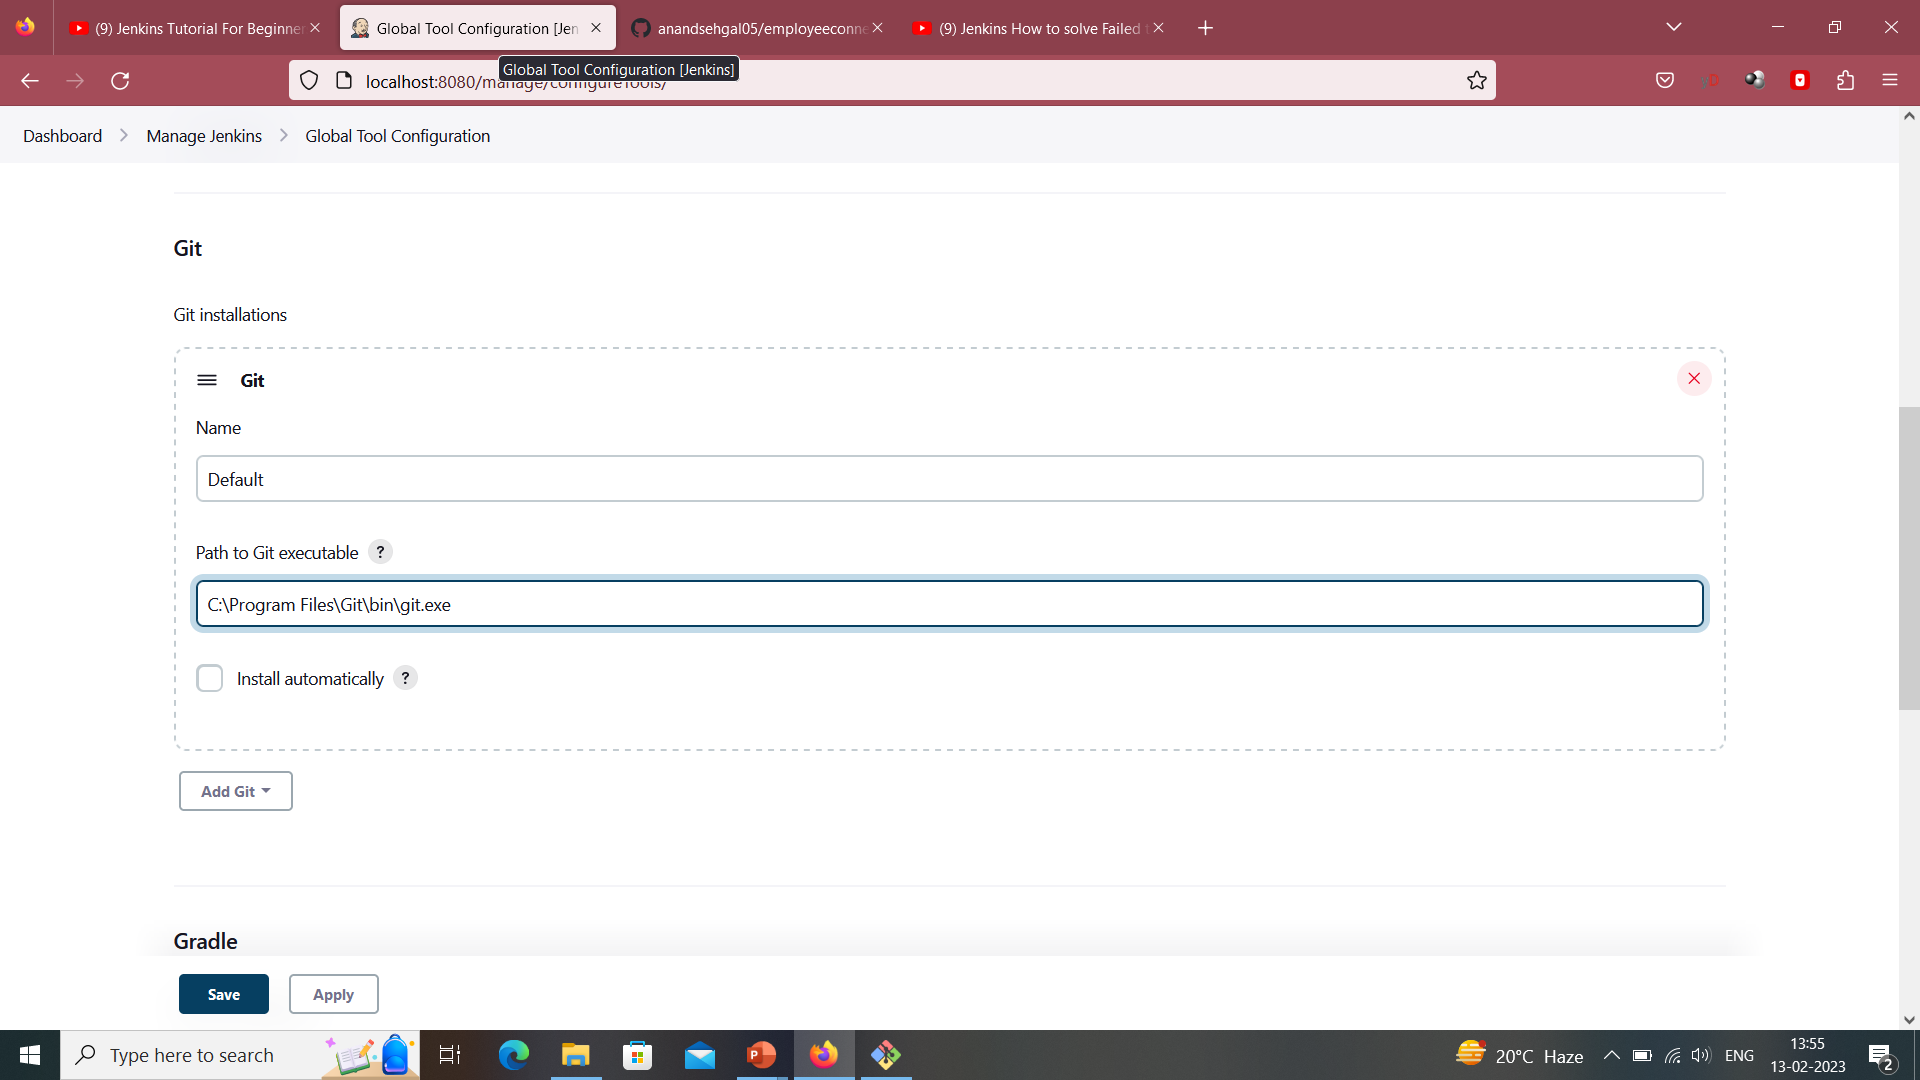 (9) Jenkins Tutorial For Beginner
Global Tool Configuration [Jen
anandsehgal05/employeeconne
(9) Jenkins How to solve Failed t
localhost:8080/manage/configureTools/
Global Tool Configuration [Jenkins]
Dashboard
Manage Jenkins
Global Tool Configuration
Git
Git installations
Git
Name
Default
Path to Git executable ?
C:\Program Files\Git\bin\git.exe
Install automatically ?
Add Git
Gradle
Save
Apply
Type here to search
20°C Haze
ENG
13:55
13-02-2023
2